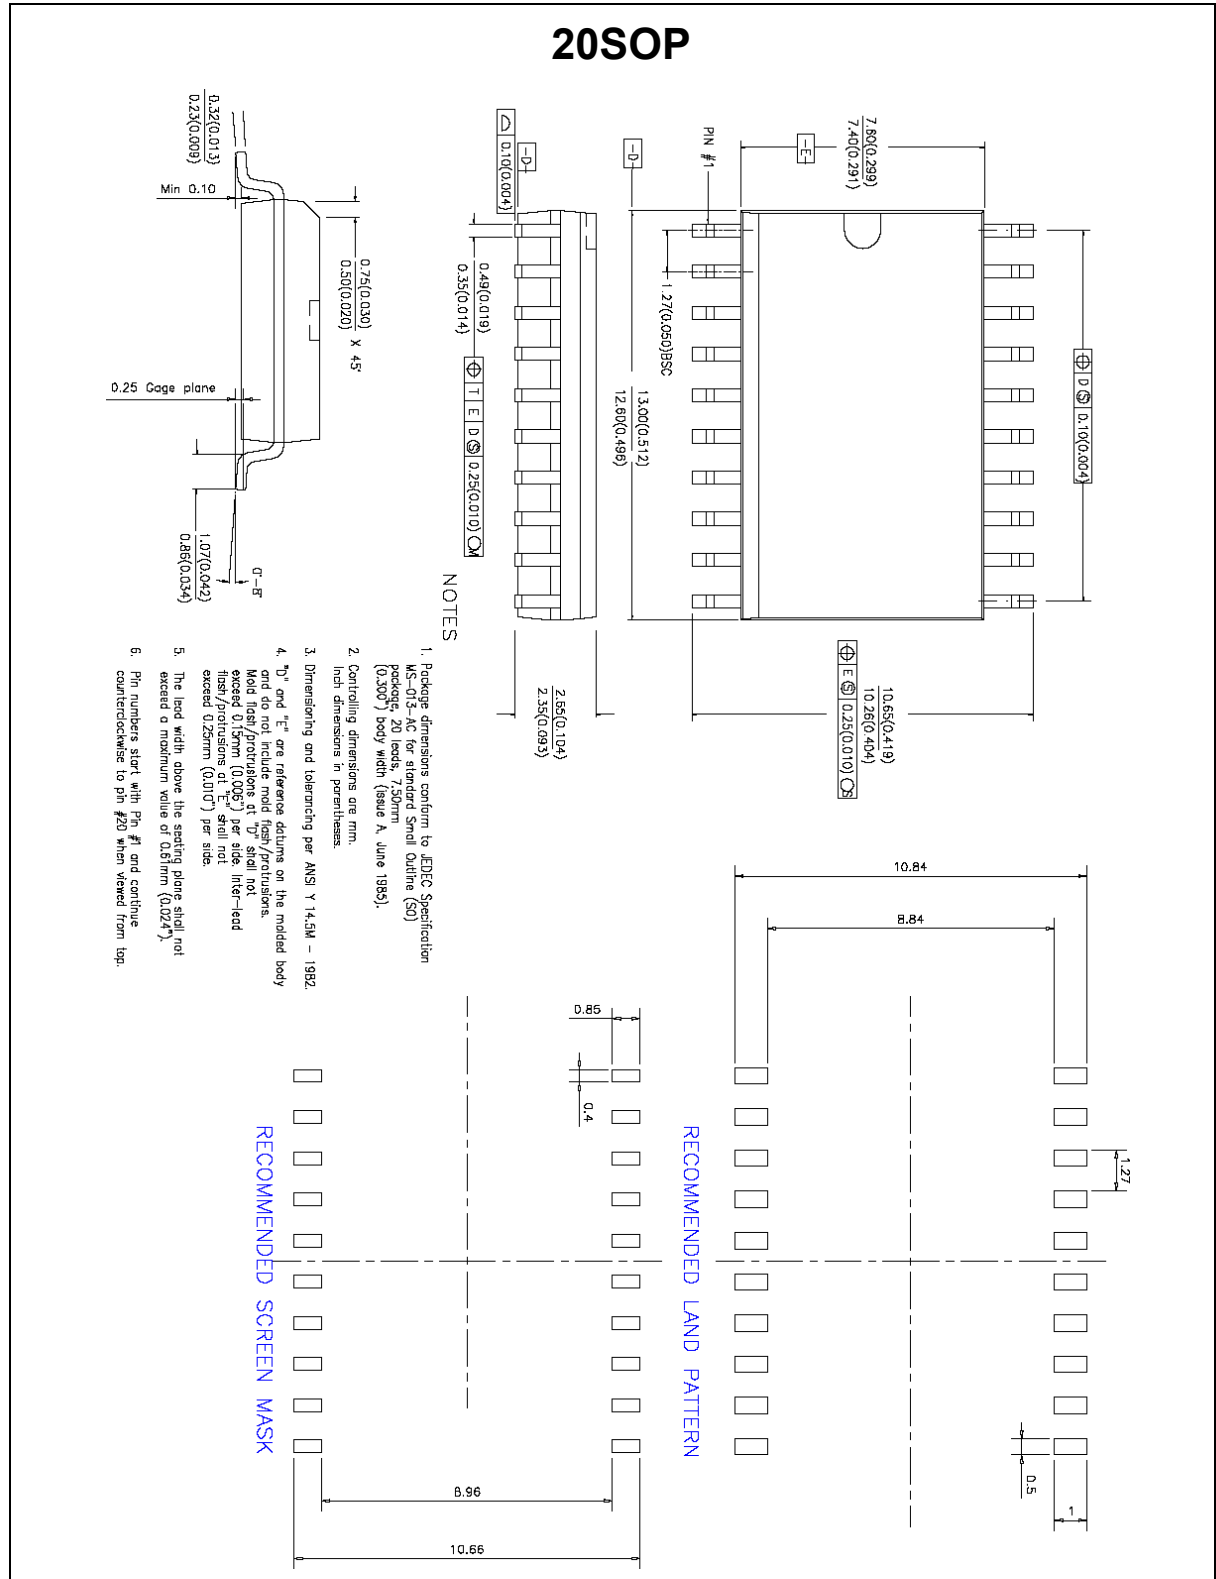 20SOP
0.32(0.013)
0.23(0.009)
Min 0.10
0.75(0.030)
0.50(0.020)
X 45°
0.25 Gage plane
1.07(0.042)
0.86(0.034)
0°-8°
0.10(0.004)
-D-
0.49(0.019)
0.35(0.014)
T E D Ⓢ 0.25(0.010) Ⓜ
2.65(0.104)
2.35(0.093)
-D-
PIN #1
-E-
7.60(0.299)
7.40(0.291)
1.27(0.050)BSC
13.00(0.512)
12.60(0.496)
D Ⓢ 0.10(0.004)
E Ⓢ 0.25(0.010) Ⓢ
10.65(0.419)
10.26(0.404)
NOTES
1. Package dimensions conform to JEDEC Specification
MS-013-AC for standard Small Outline (SO)
package, 20 leads, 7.50mm
(0.300") body width (Issue A, June 1985).
2. Controlling dimensions are mm.
Inch dimensions in parentheses.
3. Dimensioning and tolerancing per ANSI Y 14.5M - 1982.
4. "D" and "E" are reference datums on the molded body
and do not include mold flash/protrusions.
Mold flash/protrusions at "D" shall not
exceed 0.15mm (0.006") per side. Inter-lead
flash/protrusions at "E" shall not
exceed 0.25mm (0.010") per side.
5. The lead width above the seating plane shall not
exceed a maximum value of 0.61mm (0.024").
6. Pin numbers start with Pin #1 and continue
counterclockwise to pin #20 when viewed from top.
10.84
8.84
1.27
0.5
1
RECOMMENDED LAND PATTERN
0.85
0.4
8.96
10.66
RECOMMENDED SCREEN MASK